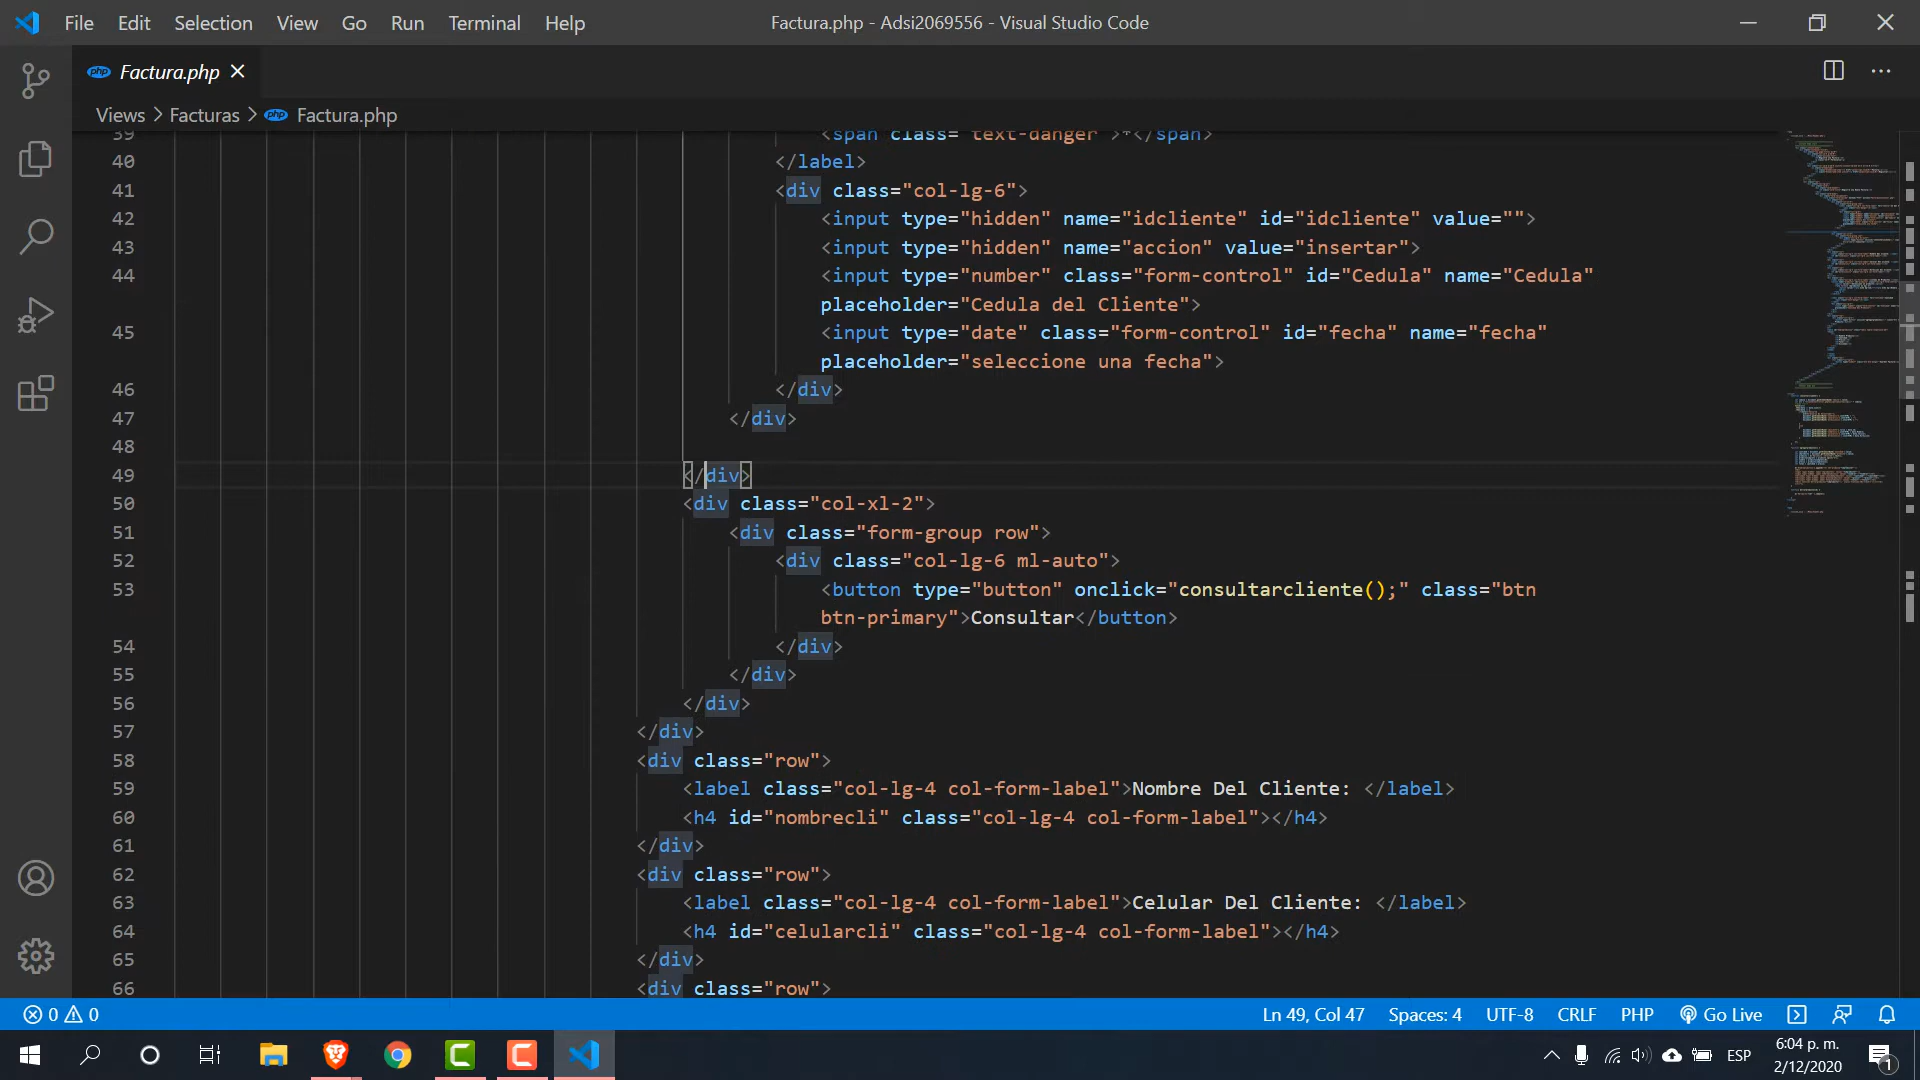 File Edit Selection View Go Run Terminal Help Factura.php - Adsi2069556 - Visual Studio Code
php Factura.php
Views > Facturas > php Factura.php
39 <span class="text-danger">*</span>
40 </label>
41 <div class="col-lg-6">
42 <input type="hidden" name="idcliente" id="idcliente" value="">
43 <input type="hidden" name="accion" value="insertar">
44 <input type="number" class="form-control" id="Cedula" name="Cedula"
placeholder="Cedula del Cliente">
45 <input type="date" class="form-control" id="fecha" name="fecha"
placeholder="seleccione una fecha">
46 </div>
47 </div>
48
49 </div>
50 <div class="col-xl-2">
51 <div class="form-group row">
52 <div class="col-lg-6 ml-auto">
53 <button type="button" onclick="consultarcliente();" class="btn
btn-primary">Consultar</button>
54 </div>
55 </div>
56 </div>
57 </div>
58 <div class="row">
59 <label class="col-lg-4 col-form-label">Nombre Del Cliente: </label>
60 <h4 id="nombrecli" class="col-lg-4 col-form-label"></h4>
61 </div>
62 <div class="row">
63 <label class="col-lg-4 col-form-label">Celular Del Cliente: </label>
64 <h4 id="celularcli" class="col-lg-4 col-form-label"></h4>
65 </div>
66 <div class="row">
0 0 Ln 49, Col 47 Spaces: 4 UTF-8 CRLF PHP Go Live
ESP 6:04 p. m.
2/12/2020 1